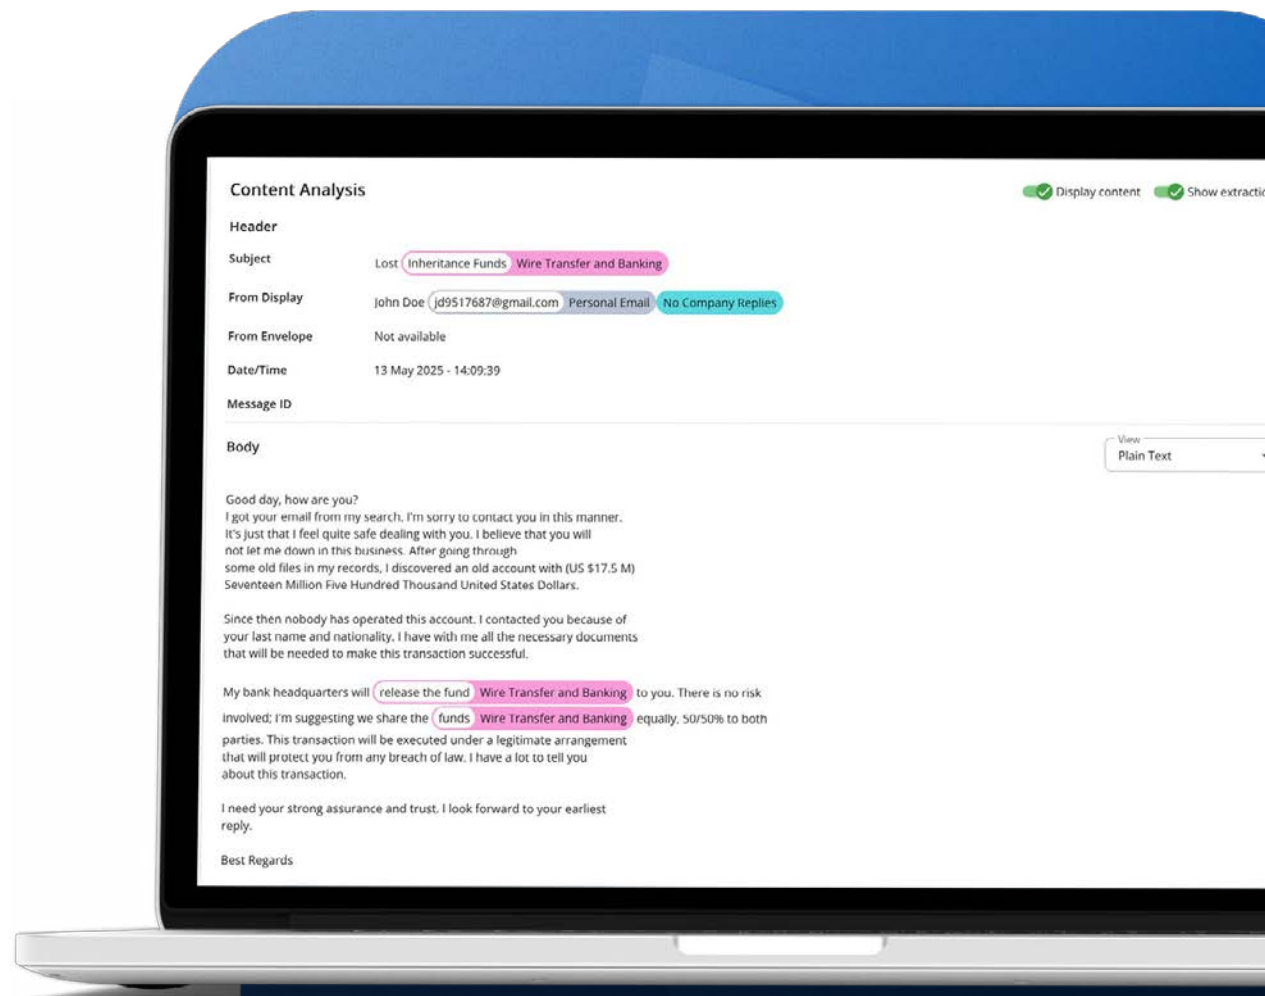 Content Analysis
Display content
Show extractio
Header
Subject Lost Inheritance Funds Wire Transfer and Banking
From Display John Doe jd9517687@gmail.com Personal Email No Company Replies
From Envelope Not available
Date/Time 13 May 2025 - 14:09:39
Message ID
Body
View
Plain Text
Good day, how are you?
I got your email from my search, I'm sorry to contact you in this manner.
It's just that I feel quite safe dealing with you. I believe that you will
not let me down in this business. After going through
some old files in my records, I discovered an old account with (US $17.5 M)
Seventeen Million Five Hundred Thousand United States Dollars.
Since then nobody has operated this account. I contacted you because of
your last name and nationality. I have with me all the necessary documents
that will be needed to make this transaction successful.
My bank headquarters will release the fund Wire Transfer and Banking to you. There is no risk
involved; I'm suggesting we share the funds Wire Transfer and Banking equally. 50/50% to both
parties. This transaction will be executed under a legitimate arrangement
that will protect you from any breach of law. I have a lot to tell you
about this transaction.
I need your strong assurance and trust. I look forward to your earliest
reply.
Best Regards